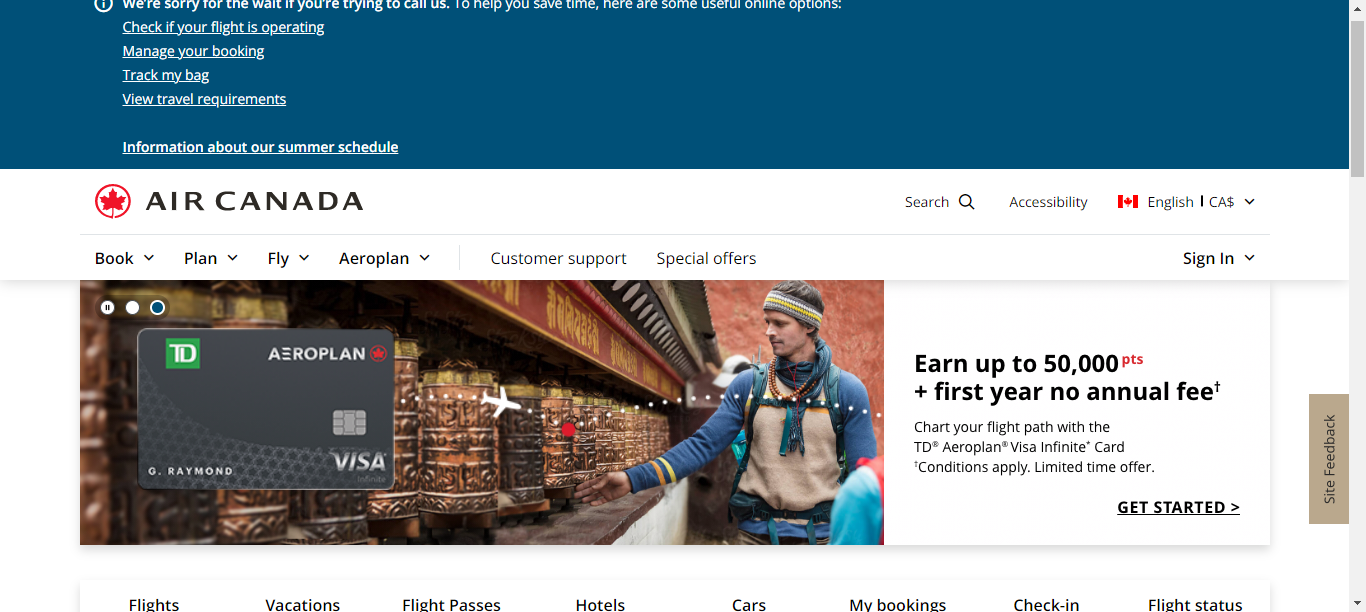 We're sorry for the wait if you're trying to call us. To help you save time, here are some useful online options:
Check if your flight is operating
Manage your booking
Track my bag
View travel requirements
Information about our summer schedule
AIR CANADA
Search
Accessibility
English | CA$
Book
Plan
Fly
Aeroplan
Customer support
Special offers
Sign In
TD
AEROPLAN
G. RAYMOND
VISA
Infinite
Earn up to 50,000 pts
+ first year no annual fee†
Chart your flight path with the
TD® Aeroplan® Visa Infinite* Card
†Conditions apply. Limited time offer.
GET STARTED >
Site Feedback
Flights
Vacations
Flight Passes
Hotels
Cars
My bookings
Check-in
Flight status